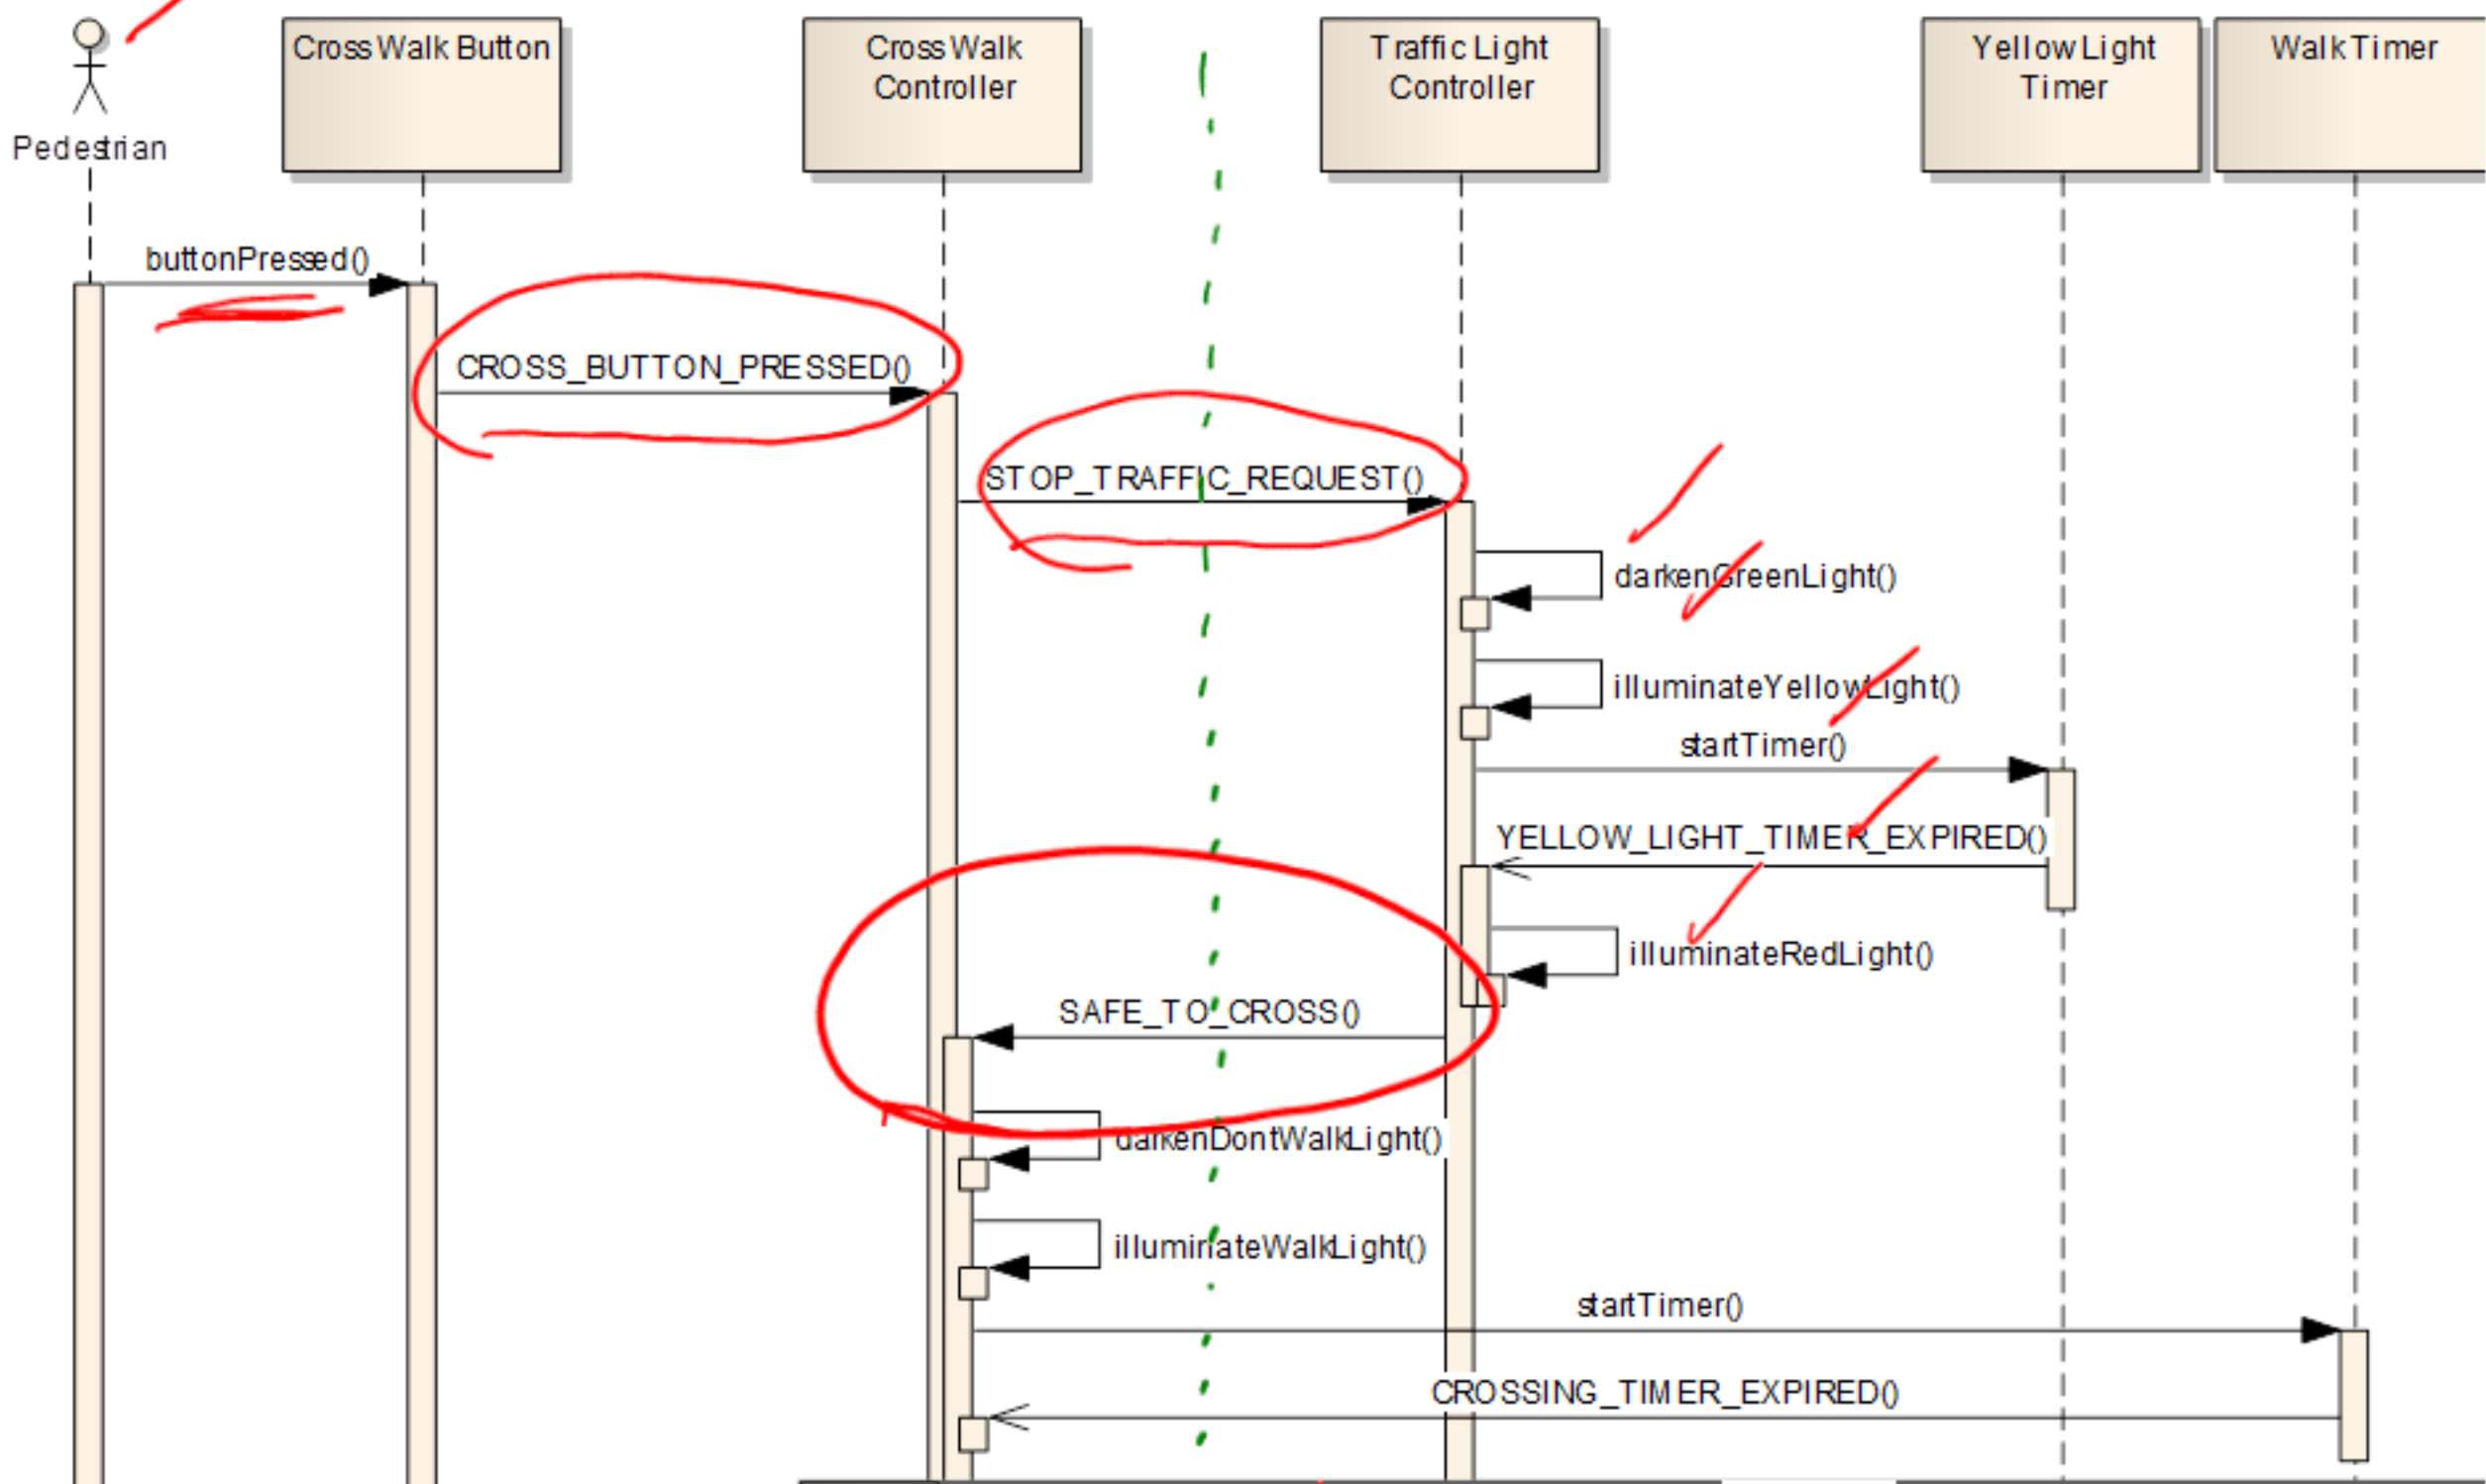 Cross Walk Button
Cross Walk
Controller
Traffic Light
Controller
Yellow Light
Timer
Walk Timer
Pedestrian
buttonPressed()
CROSS_BUTTON_PRESSED()
STOP_TRAFFIC_REQUEST()
darkenGreenLight()
illuminateYellowLight()
startTimer()
YELLOW_LIGHT_TIMER_EXPIRED()
illuminateRedLight()
SAFE_TO_CROSS()
darkenDontWalkLight()
illuminateWalkLight()
startTimer()
CROSSING_TIMER_EXPIRED()